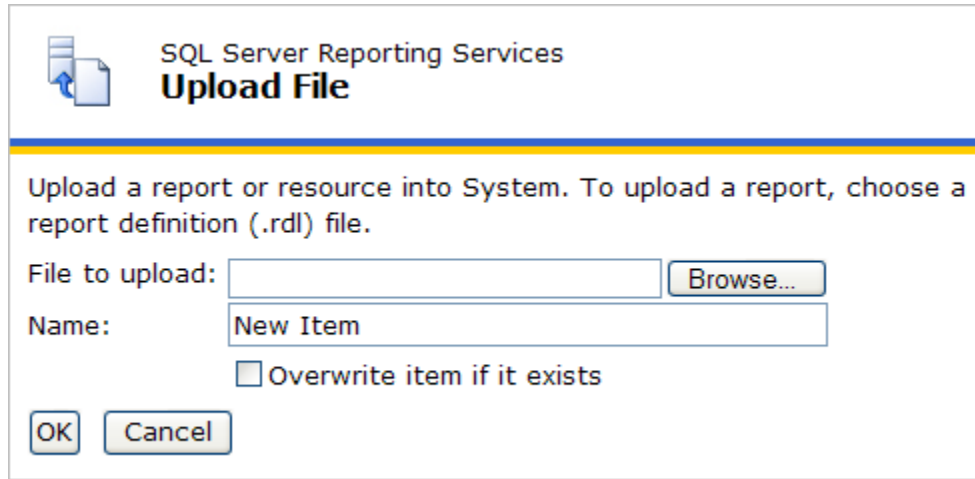 SQL Server Reporting Services
Upload File
Upload a report or resource into System. To upload a report, choose a
report definition (.rdl) file.
File to upload:
Browse...
Name:
New Item
Overwrite item if it exists
OK
Cancel